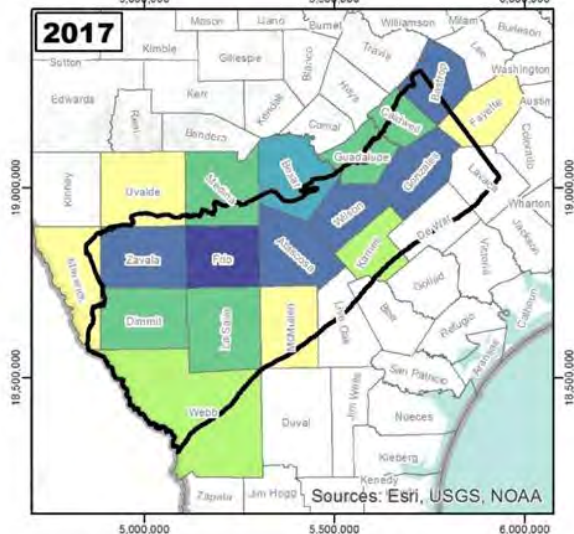 2017
Mason
Llano
Burnet
Williamson
Milam
Burleson
Sutton
Kimble
Gillespie
Blanco
Travis
Lee
Washington
Edwards
Kerr
Hays
Bastrop
Austin
Real
Kendall
Comal
Caldwell
Fayette
Colorado
Bandera
Guadalupe
Kinney
Uvalde
Medina
Bexar
Gonzales
Lavaca
19,000,000
Wilson
De Witt
Wharton
Maverick
Zavala
Frio
Atascosa
Karnes
Jackson
Victoria
Goliad
Dimmit
La Salle
McMullen
Live Oak
Bee
Refugio
Calhoun
Aransas
18,500,000
San Patricio
Webb
Duval
Jim Wells
Nueces
Kleberg
Zapata
Jim Hogg
Kenedy
Sources: Esri, USGS, NOAA
5,000,000
5,500,000
6,000,000